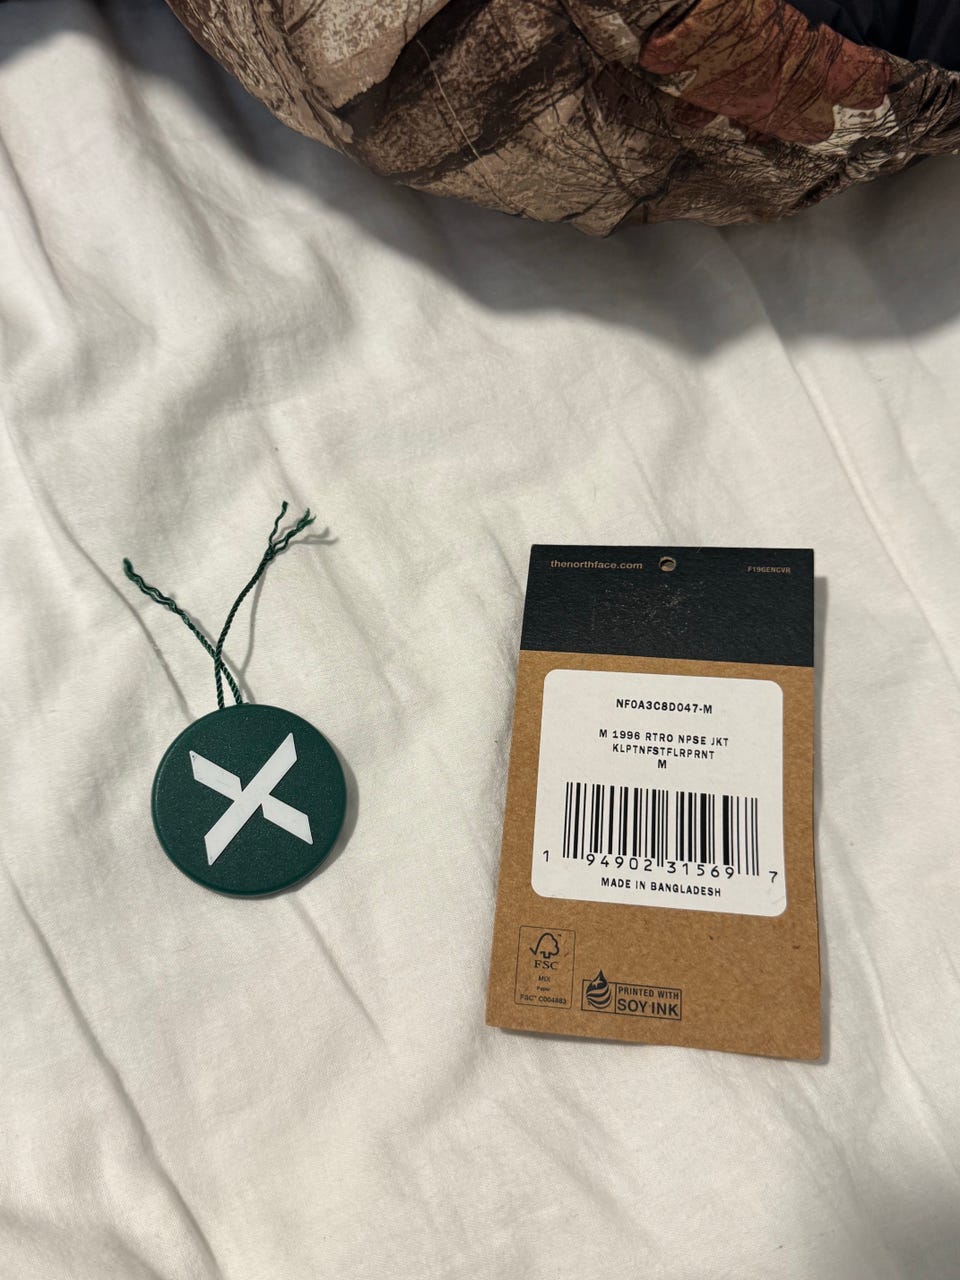 thenorthface.com
F19GENCVR
NF0A3C8D047-M
M 1996 RTRO NPSE JKT
KLPTNFSTFLRPRNT
M
1 94902 31569 7
MADE IN BANGLADESH
FSC
MIX
Paper
FSC™ C004883
PRINTED WITH
SOY INK
X